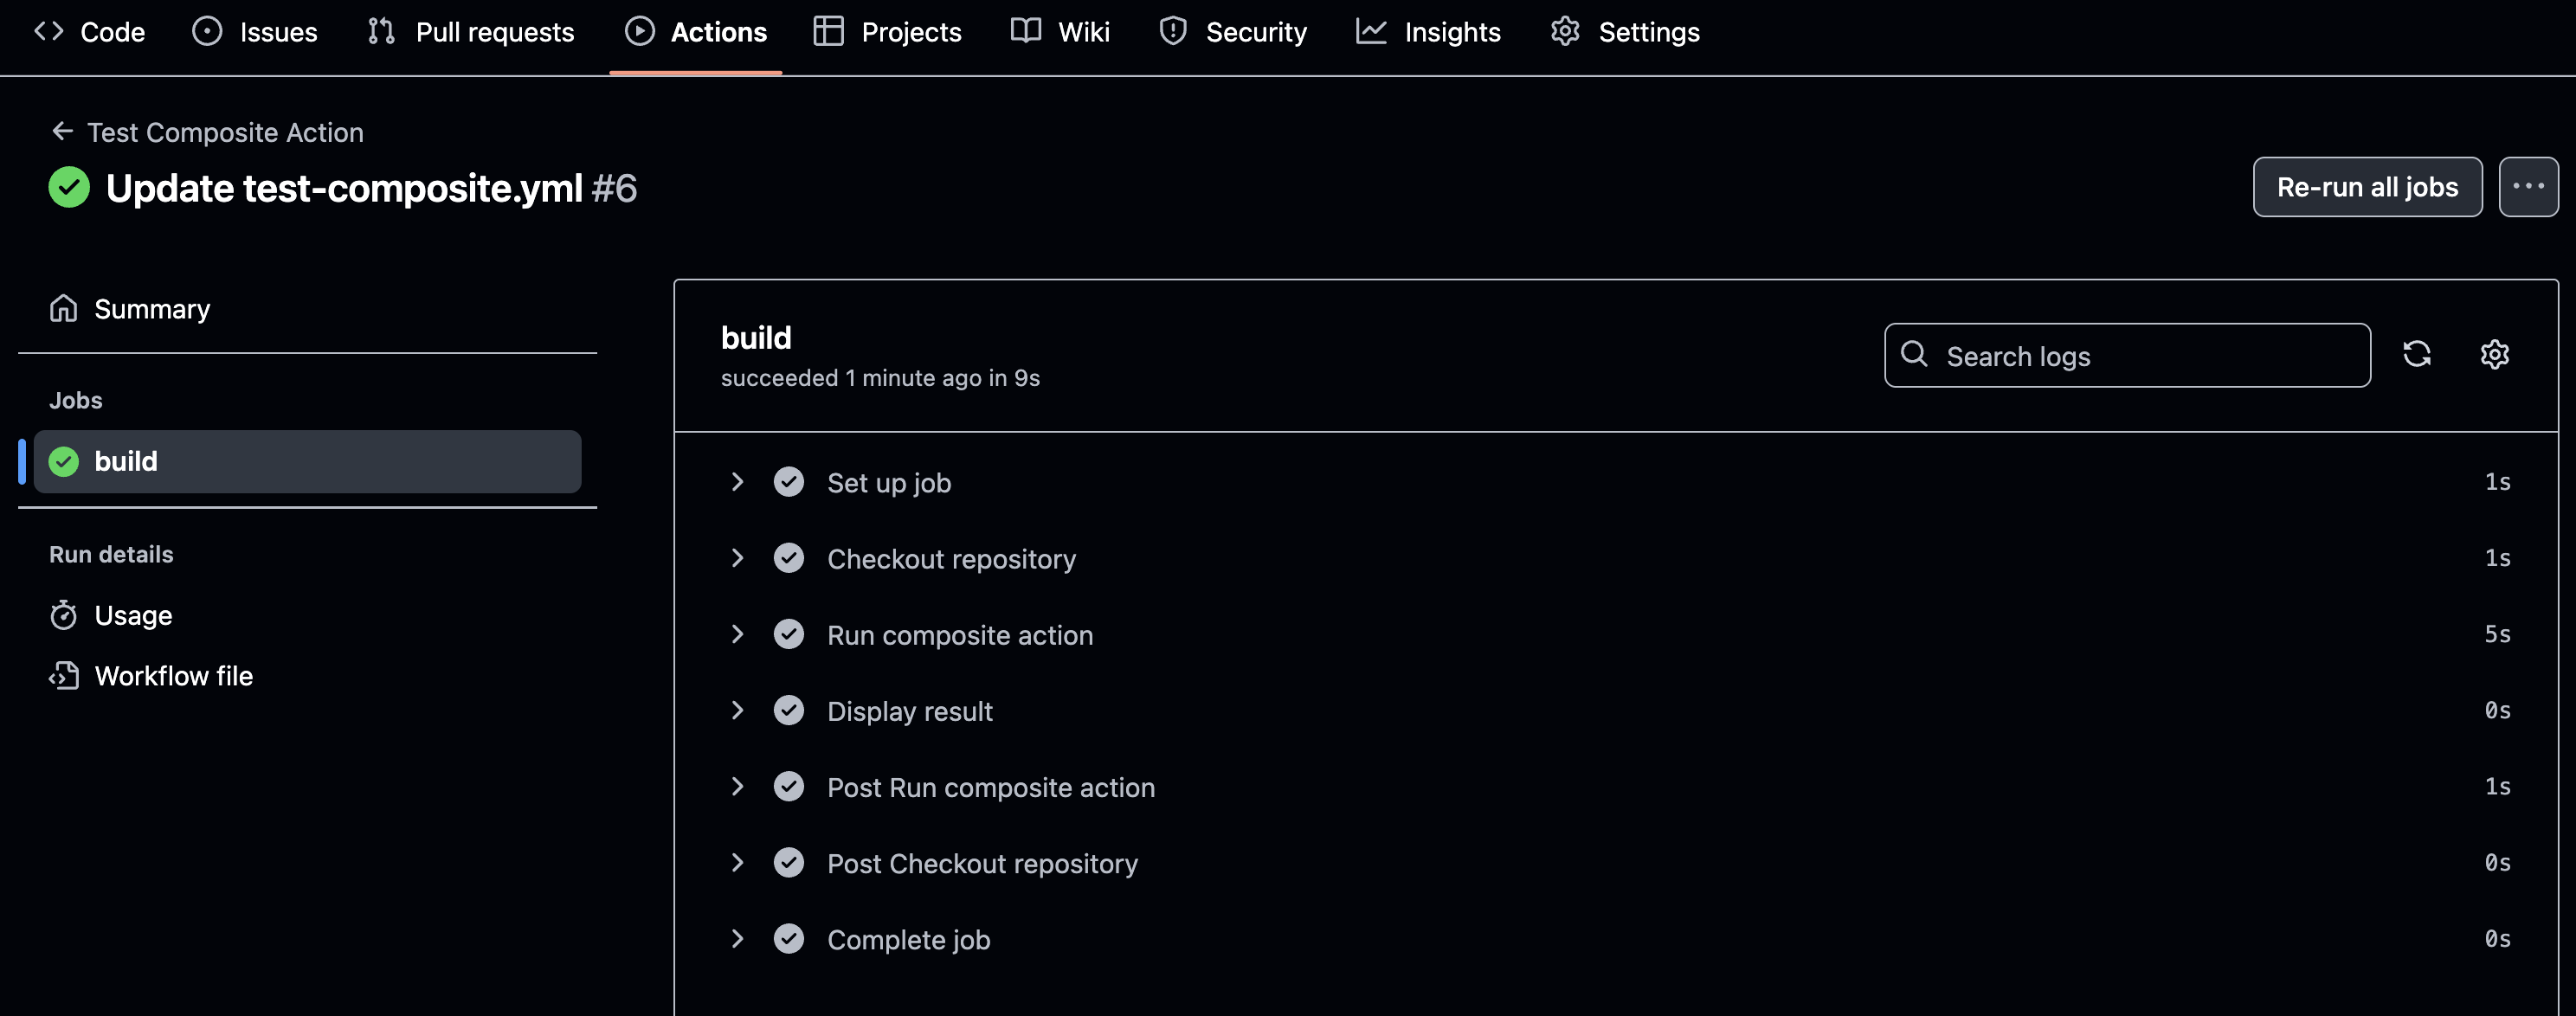 Code Issues Pull requests Actions Projects Wiki Security Insights Settings
Test Composite Action
Update test-composite.yml #6
Re-run all jobs
Summary
Jobs
build
Run details
Usage
Workflow file
build
succeeded 1 minute ago in 9s
Search logs
Set up job 1s
Checkout repository 1s
Run composite action 5s
Display result 0s
Post Run composite action 1s
Post Checkout repository 0s
Complete job 0s